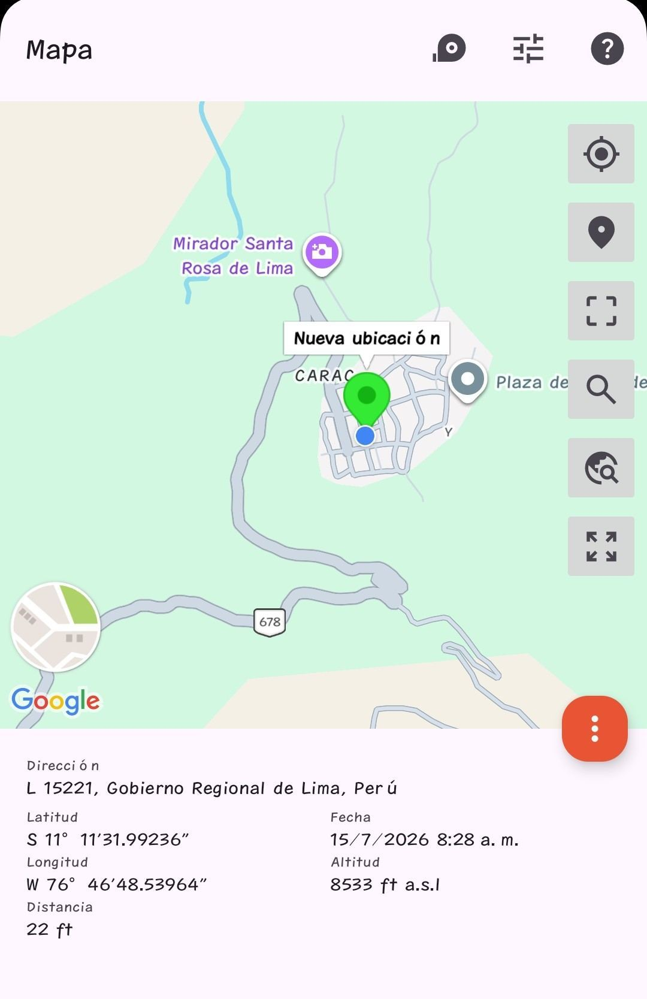 Mapa
Mirador Santa
Rosa de Lima
Nueva ubicación
CARAC
Plaza de
de
Y
678
Google
Dirección
L 15221, Gobierno Regional de Lima, Perú
Latitud
Fecha
S 11° 11'31.99236"
15/7/2026 8:28 a. m.
Longitud
Altitud
W 76° 46'48.53964"
8533 ft a.s.l
Distancia
22 ft